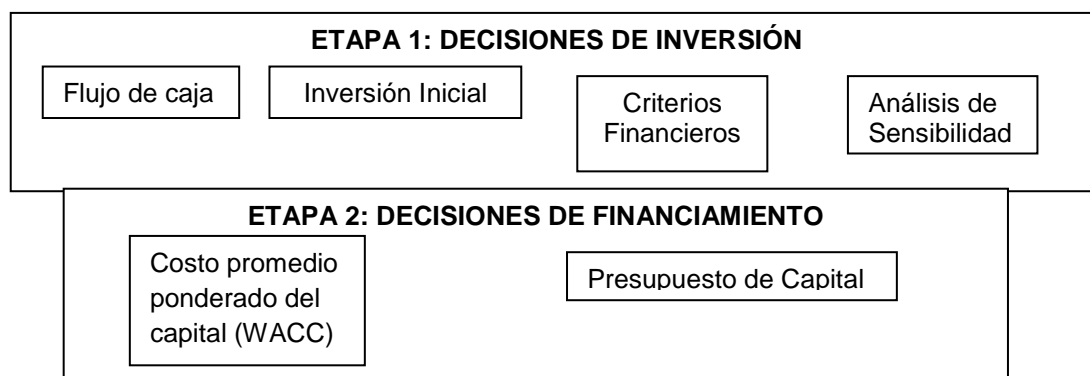 ETAPA 1: DECISIONES DE INVERSIÓN
Flujo de caja
Inversión Inicial
Criterios
Financieros
Análisis de
Sensibilidad
ETAPA 2: DECISIONES DE FINANCIAMIENTO
Costo promedio
ponderado del
capital (WACC)
Presupuesto de Capital